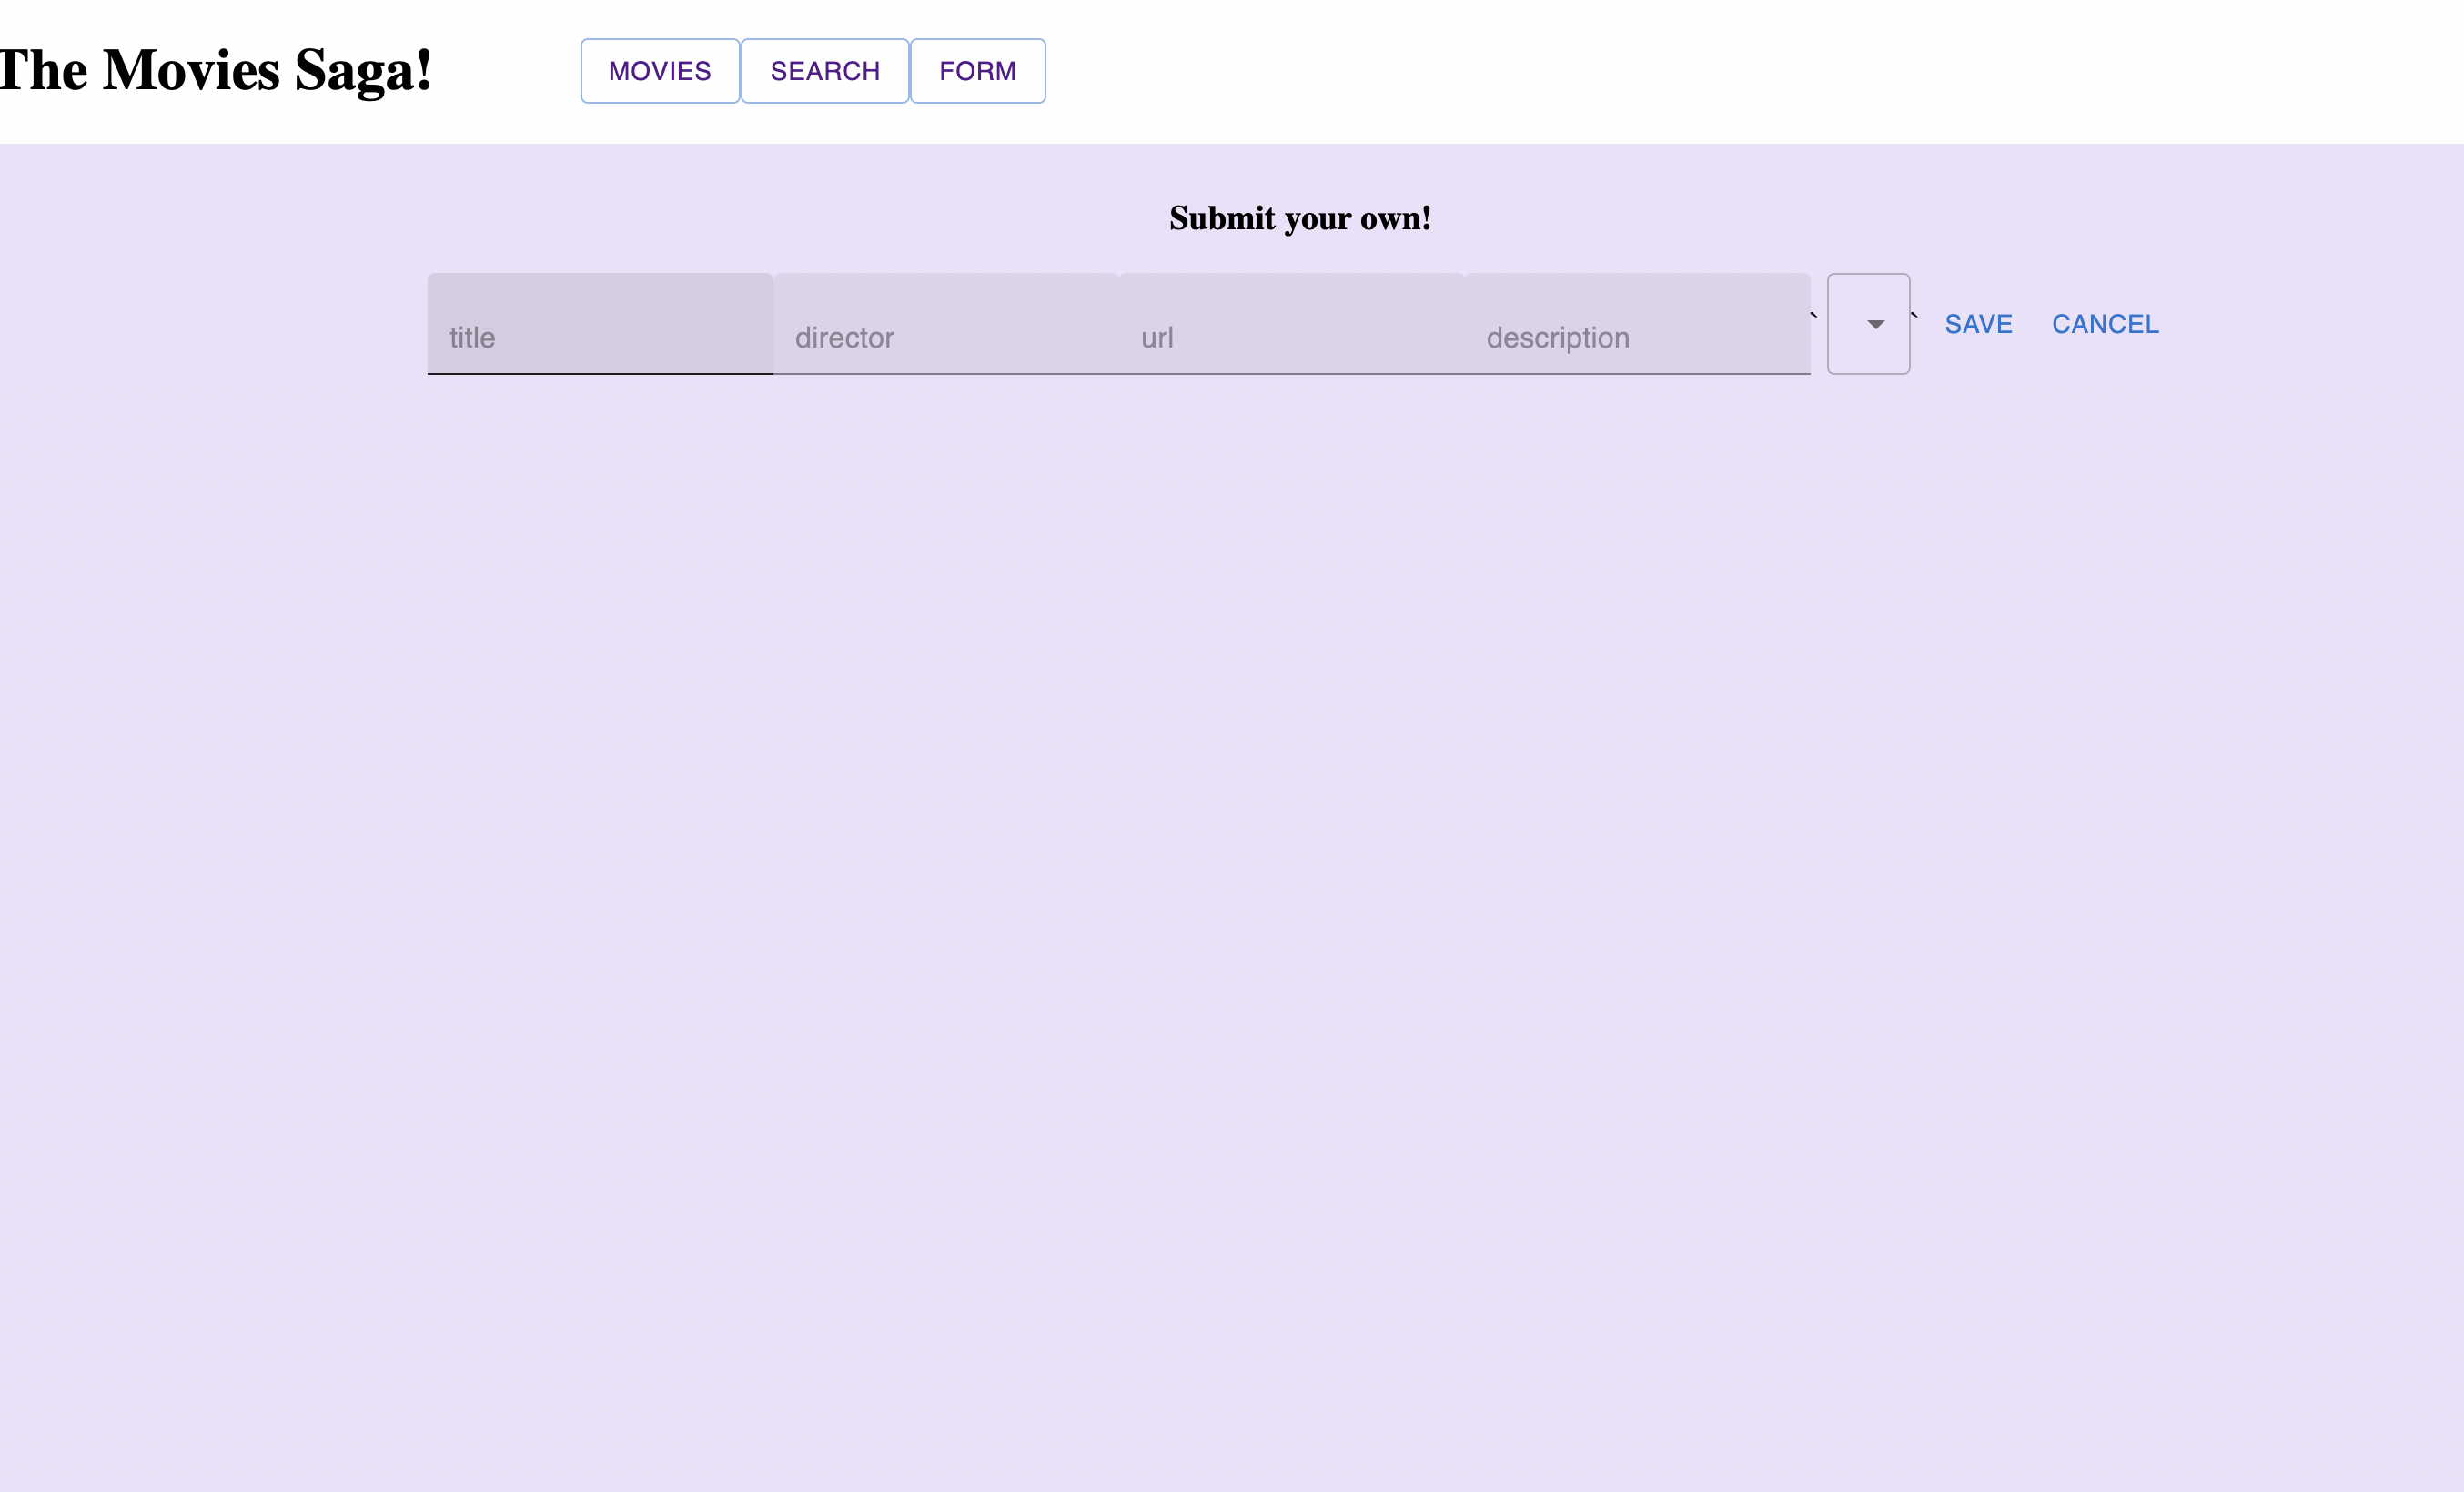 The Movies Saga! MOVIES SEARCH FORM
Submit your own!
title director url description ` ` SAVE CANCEL